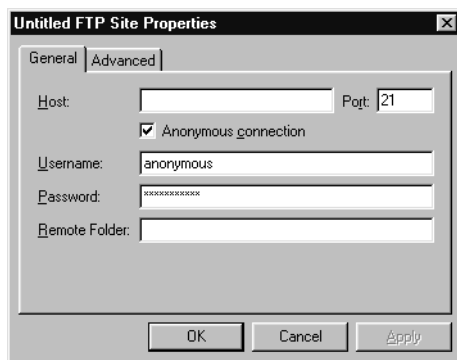 Untitled FTP Site Properties
General Advanced
Host: Port: 21
Anonymous connection
Username: anonymous
Password: ***********
Remote Folder:
OK Cancel Apply